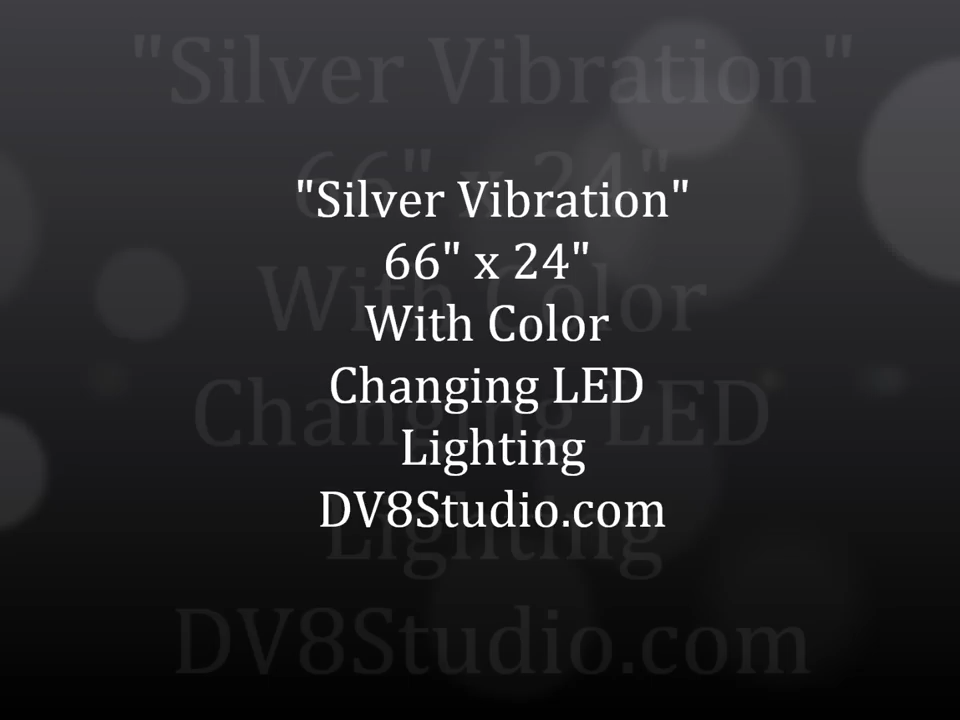 "Silver Vibration"
66" x 24"
With Color
Changing LED
Lighting
DV8Studio.com